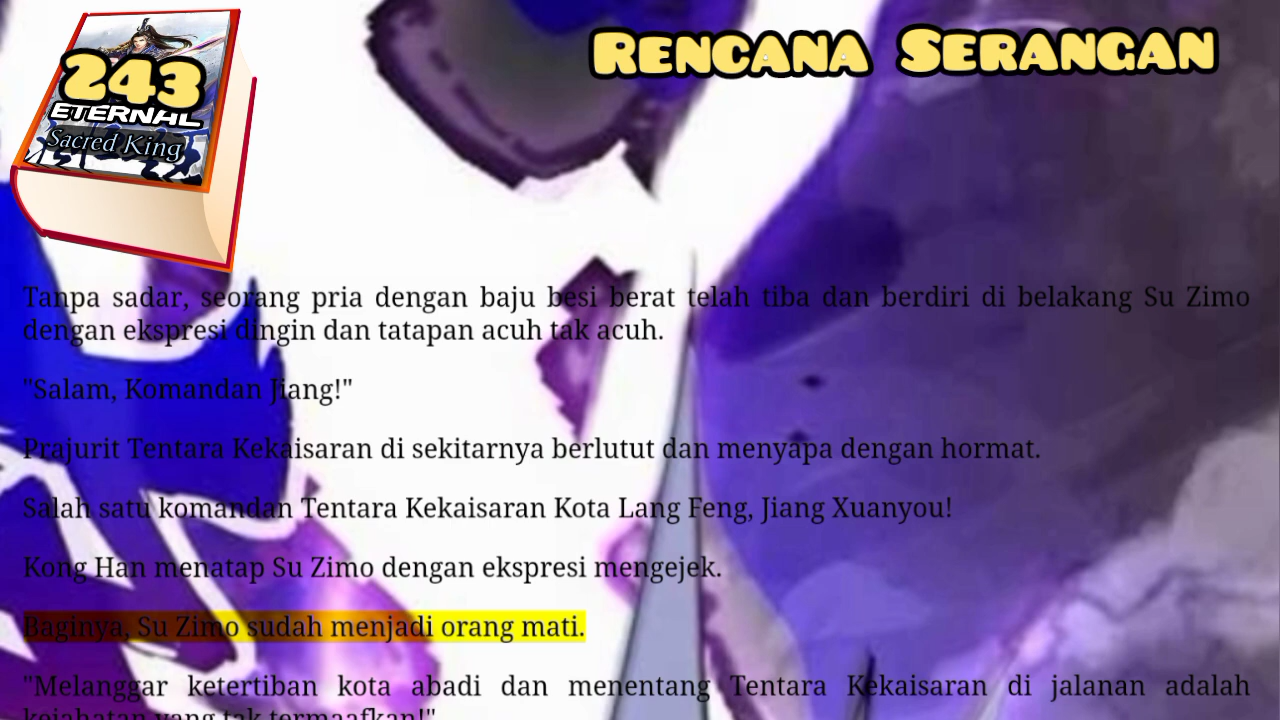 RENCANA SERANGAN
243
ETERNAL
Sacred King
Tanpa sadar, seorang pria dengan baju besi berat telah tiba dan berdiri di belakang Su Zimo
dengan ekspresi dingin dan tatapan acuh tak acuh.
"Salam, Komandan Jiang!"
Prajurit Tentara Kekaisaran di sekitarnya berlutut dan menyapa dengan hormat.
Salah satu komandan Tentara Kekaisaran Kota Lang Feng, Jiang Xuanyou!
Kong Han menatap Su Zimo dengan ekspresi mengejek.
Baginya, Su Zimo sudah menjadi orang mati.
"Melanggar ketertiban kota abadi dan menentang Tentara Kekaisaran di jalanan adalah
kejahatan yang tak termaafkan!"